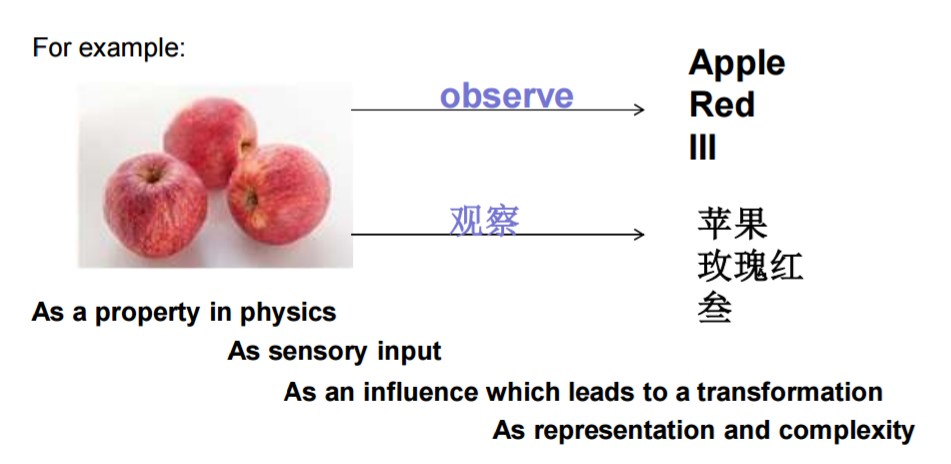 For example:
observe
Apple
Red
III
观察
苹果
玫瑰红
叁
As a property in physics
As sensory input
As an influence which leads to a transformation
As representation and complexity